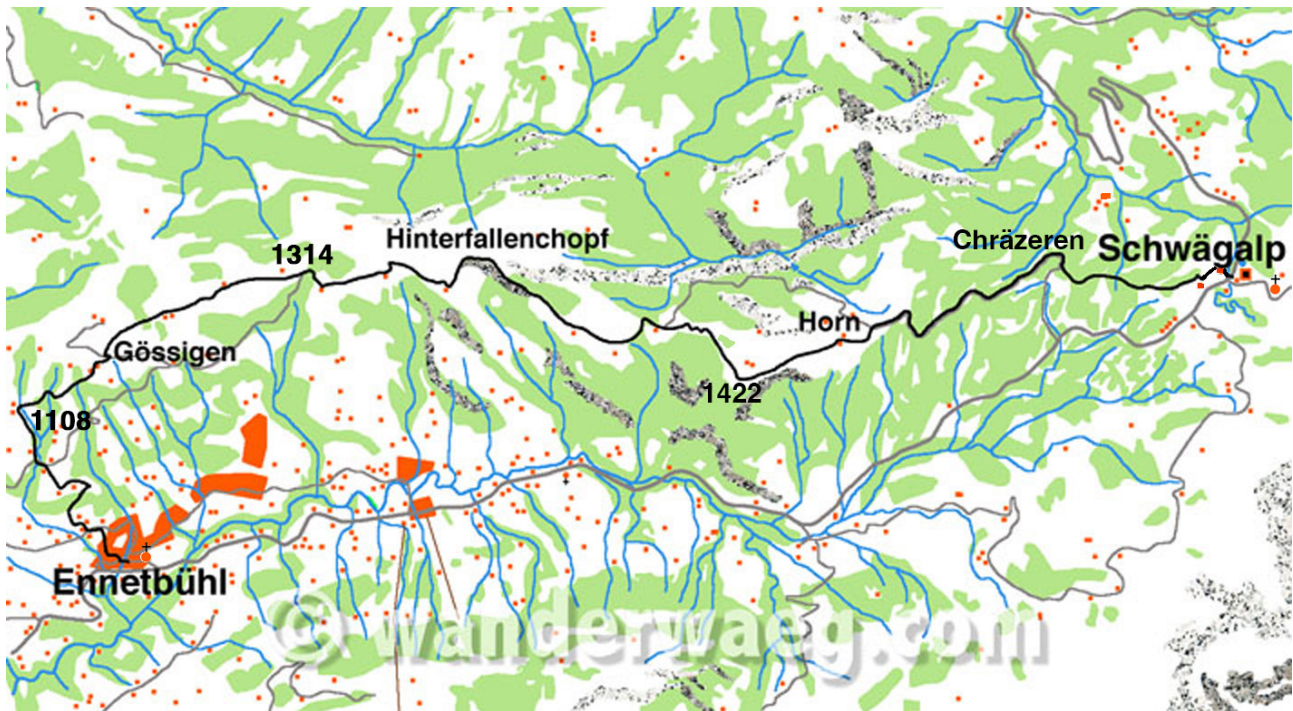 Hinterfallenchopf
1314
Chräzeren
Schwägalp
Horn
Gössigen
1422
1108
Ennetbühl
© wanderwaeg.com